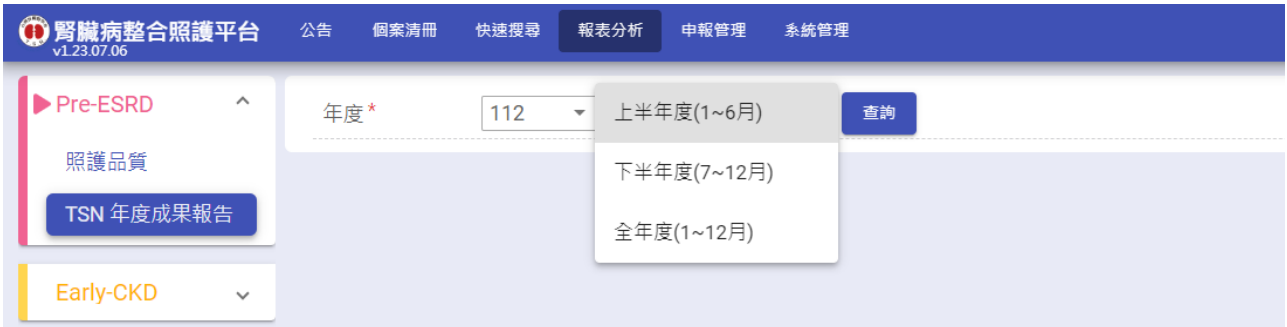 腎臟病整合照護平台
v1.23.07.06
公告 個案清冊 快速搜尋 報表分析 申報管理 系統管理
Pre-ESRD
照護品質
TSN 年度成果報告
Early-CKD
年度* 112 查詢
上半年度(1~6月)
下半年度(7~12月)
全年度(1~12月)